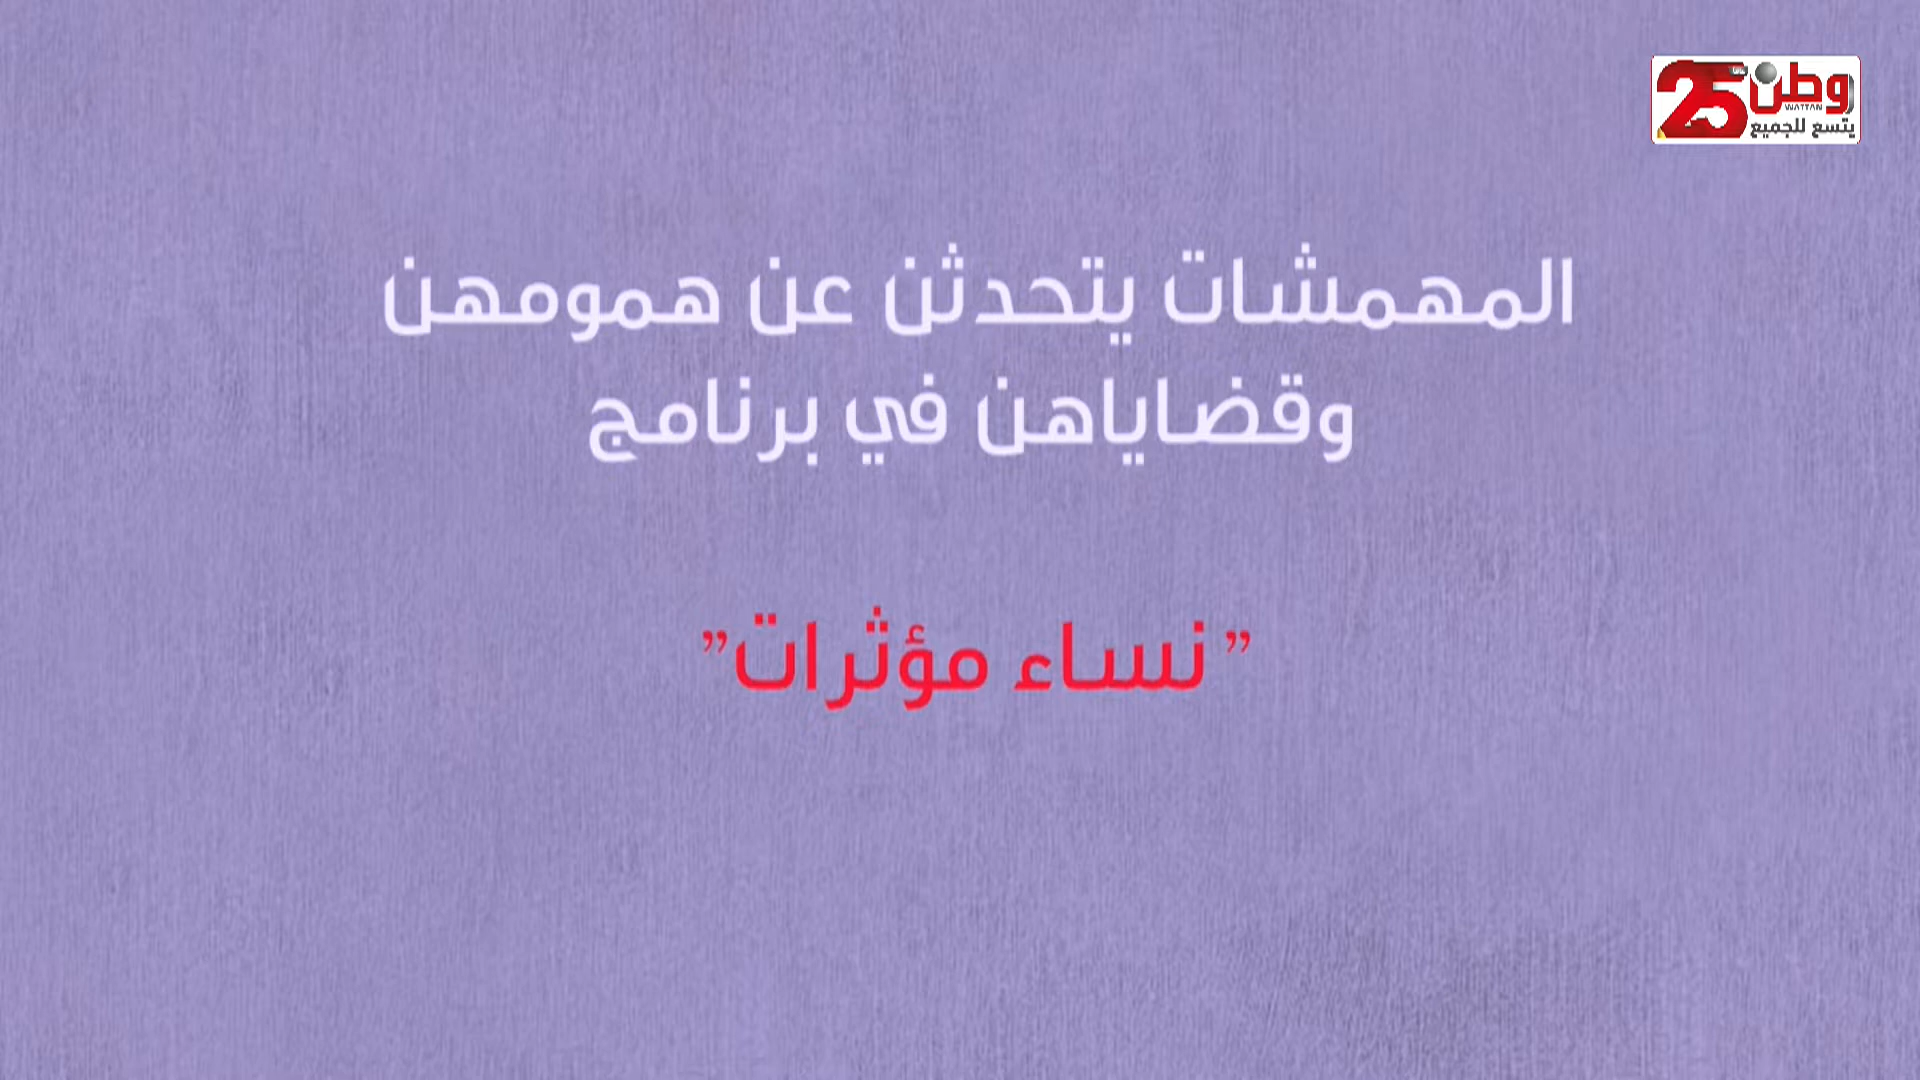 25 وطن
WATTAN
يتسع للجميع
المهمشات يتحدثن عن همومهن
وقضاياهن في برنامج
” نساء مؤثرات”